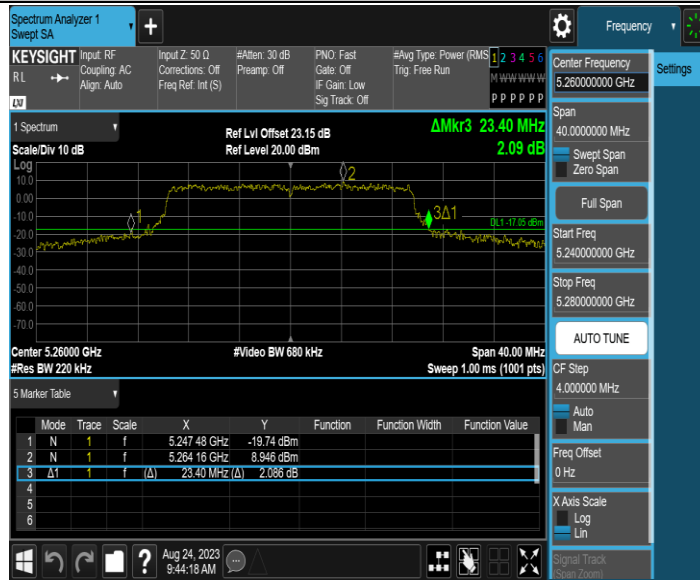 Spectrum Analyzer 1
Swept SA
Frequency
KEYSIGHT
RL
LXI
Input: RF
Coupling: AC
Align: Auto
Input Z: 50 Ω
Corrections: Off
Freq Ref: Int (S)
#Atten: 30 dB
Preamp: Off
PNO: Fast
Gate: Off
IF Gain: Low
Sig Track: Off
#Avg Type: Power (RMS
Trig: Free Run
1 2 3 4 5 6
M W W W W W
P P P P P P
Center Frequency
5.260000000 GHz
Settings
Span
40.0000000 MHz
Swept Span
Zero Span
Full Span
Start Freq
5.240000000 GHz
Stop Freq
5.280000000 GHz
AUTO TUNE
CF Step
4.000000 MHz
Auto
Man
Freq Offset
0 Hz
X Axis Scale
Log
Lin
Signal Track
(Span Zoom)
1 Spectrum
Scale/Div 10 dB
Ref Lvl Offset 23.15 dB
Ref Level 20.00 dBm
ΔMkr3 23.40 MHz
2.09 dB
Log
10.0
0.00
-10.0
-20.0
-30.0
-40.0
-50.0
-60.0
-70.0
1
2
3Δ1
DL1 -17.05 dBm
Center 5.26000 GHz
#Video BW 680 kHz
Span 40.00 MHz
#Res BW 220 kHz
Sweep 1.00 ms (1001 pts)
5 Marker Table
Mode Trace Scale X Y Function Function Width Function Value
1 N 1 f 5.247 48 GHz -19.74 dBm
2 N 1 f 5.264 16 GHz 8.946 dBm
3 Δ1 1 f (Δ) 23.40 MHz (Δ) 2.086 dB
4
5
6
?
Aug 24, 2023
9:44:18 AM